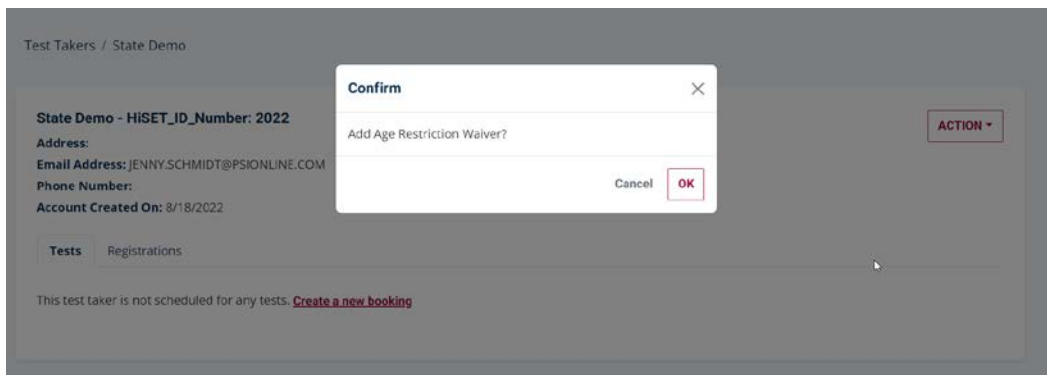 Test Takers / State Demo
Confirm
Add Age Restriction Waiver?
Cancel OK
State Demo - HiSET_ID_Number: 2022
ACTION
Address:
Email Address: JENNY.SCHMIDT@PSIONLINE.COM
Phone Number:
Account Created On: 8/18/2022
Tests Registrations
This test taker is not scheduled for any tests. Create a new booking